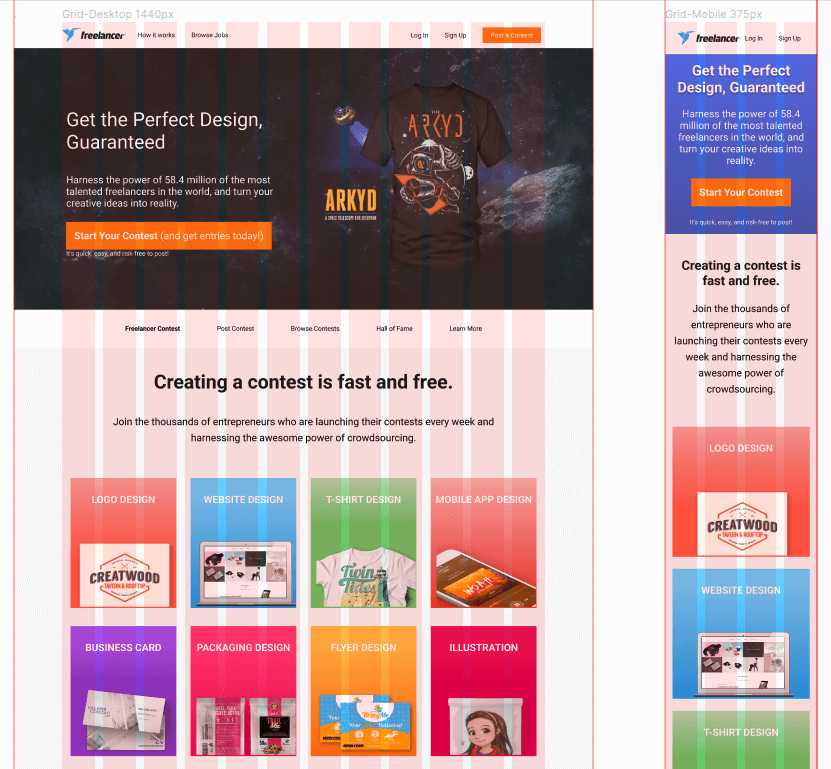 Grid-Desktop 1440px
freelancer
How it works
Browse Jobs
Log In
Sign Up
Post a Contest
Get the Perfect Design,
Guaranteed
Harness the power of 58.4 million of the most
talented freelancers in the world, and turn your
creative ideas into reality.
Start Your Contest (and get entries today!)
It's quick, easy, and risk-free to post!
THE
ARKYD
ARKYD
A SPACE TELESCOPE FOR EVERYONE
Freelancer Contest
Post Contest
Browse Contests
Hall of Fame
Learn More
Creating a contest is fast and free.
Join the thousands of entrepreneurs who are launching their contests every week and
harnessing the awesome power of crowdsourcing.
LOGO DESIGN
CREATWOOD
TAVERN & ROOFTOP
WEBSITE DESIGN
T-SHIRT DESIGN
Twin
Tides
MOBILE APP DESIGN
WOAH
BUSINESS CARD
CV
PACKAGING DESIGN
TRAIL
MIX
FLYER DESIGN
BringMe
ILLUSTRATION
Grid-Mobile 375px
freelancer
Log In
Sign Up
Get the Perfect
Design, Guaranteed
Harness the power of 58.4
million of the most talented
freelancers in the world, and
turn your creative ideas into
reality.
Start Your Contest
It's quick, easy, and risk-free to post!
Creating a contest is
fast and free.
Join the thousands of
entrepreneurs who are
launching their contests every
week and harnessing the
awesome power of
crowdsourcing.
LOGO DESIGN
CREATWOOD
TAVERN & ROOFTOP
WEBSITE DESIGN
T-SHIRT DESIGN